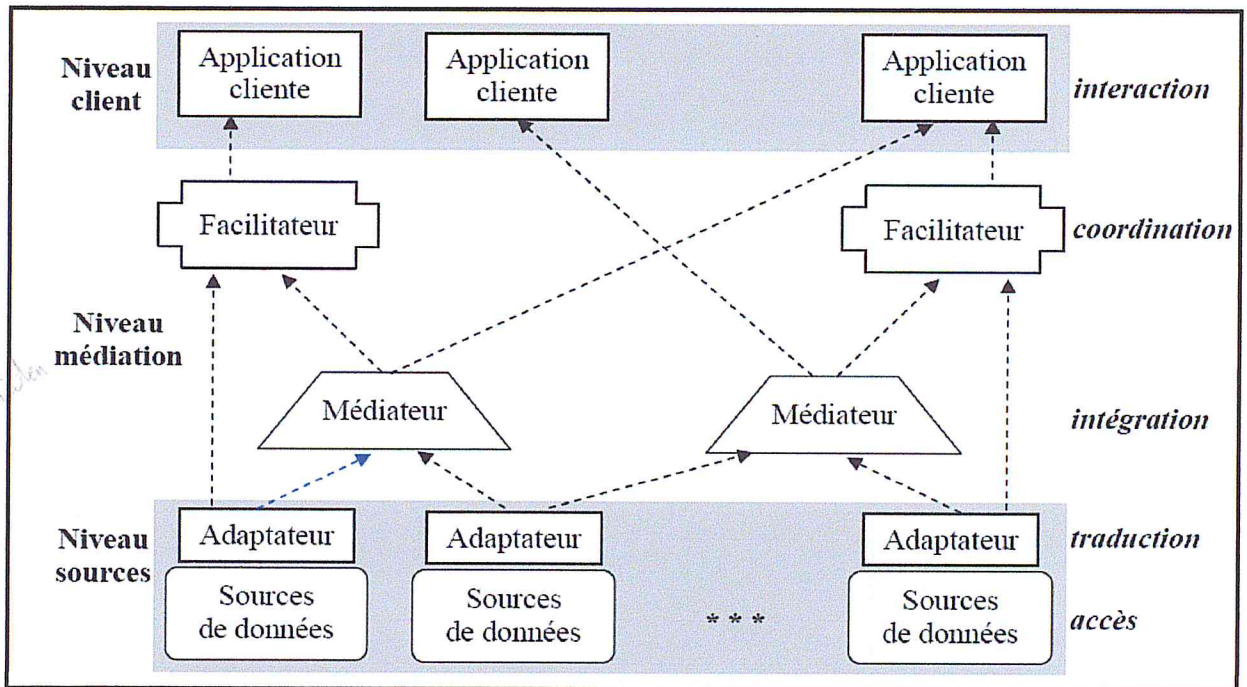 Niveau
client
Application
cliente
Application
cliente
Application
cliente
interaction
Facilitateur
Facilitateur
coordination
Niveau
médiation
Médiateur
Médiateur
intégration
Niveau
sources
Adaptateur
Adaptateur
Adaptateur
traduction
Sources
de données
Sources
de données
* * *
Sources
de données
accès